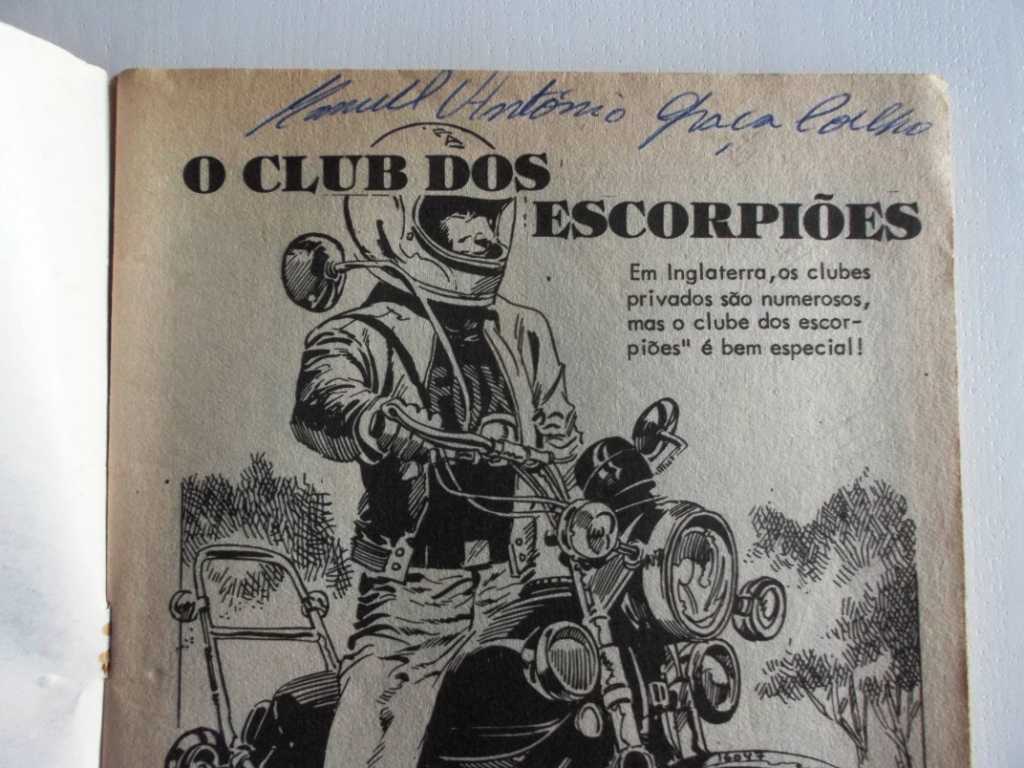 Manuel António Graça Coelho
O CLUB DOS
ESCORPIÕES
Em Inglaterra, os clubes
privados são numerosos,
mas o clube dos escor-
piões" é bem especial!
16047